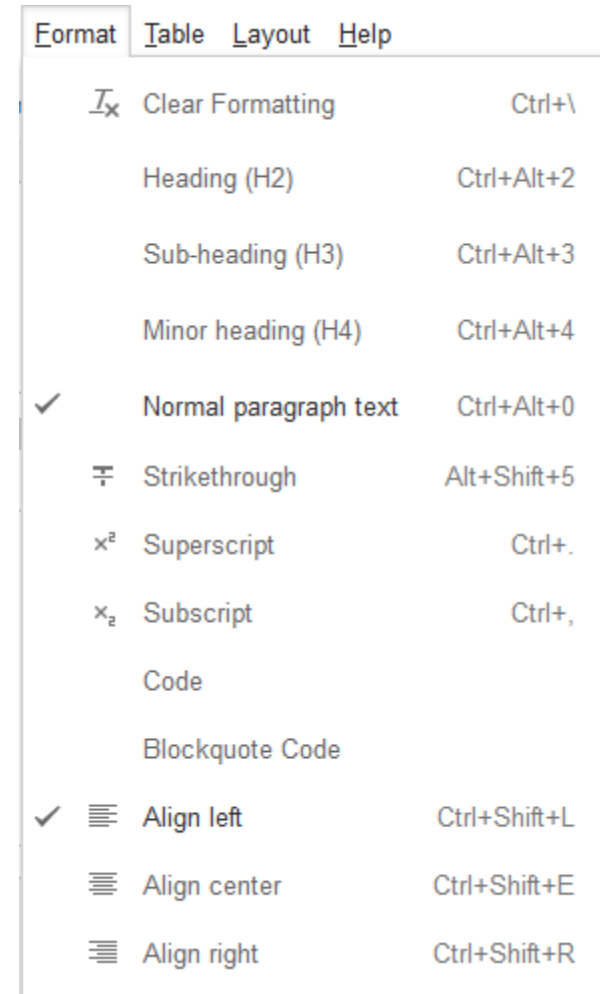 Format Table Layout Help
Clear Formatting Ctrl+\
Heading (H2) Ctrl+Alt+2
Sub-heading (H3) Ctrl+Alt+3
Minor heading (H4) Ctrl+Alt+4
Normal paragraph text Ctrl+Alt+0
Strikethrough Alt+Shift+5
Superscript Ctrl+.
Subscript Ctrl+,
Code
Blockquote Code
Align left Ctrl+Shift+L
Align center Ctrl+Shift+E
Align right Ctrl+Shift+R